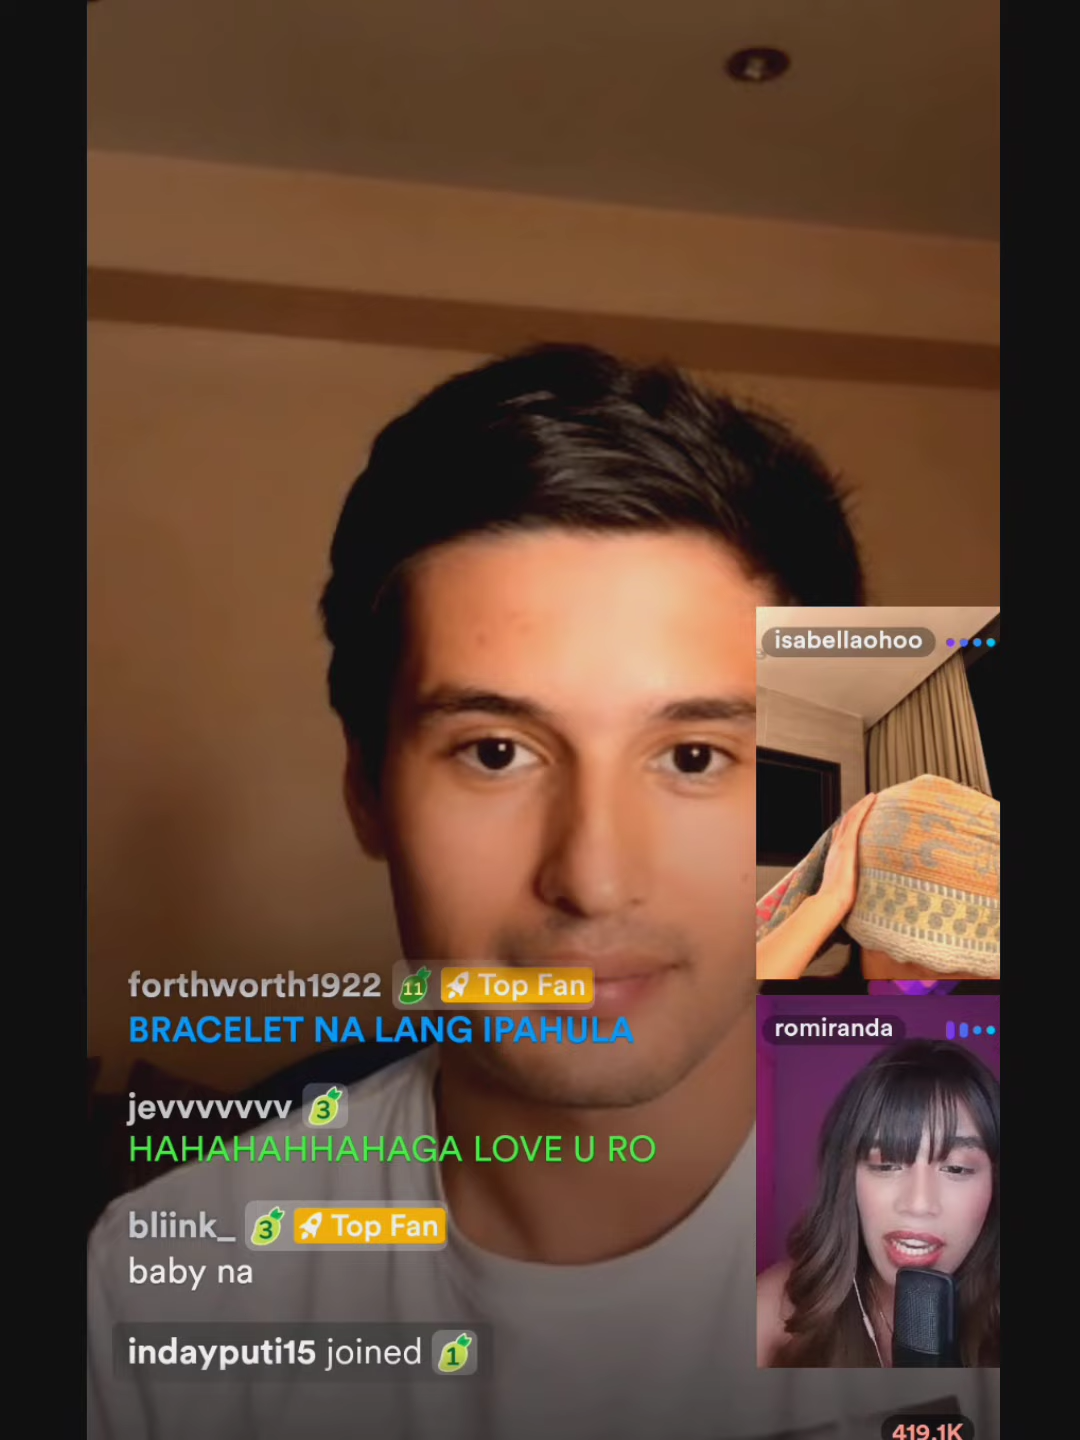 isabellaohoo
romiranda
forthworth1922 11 Top Fan
BRACELET NA LANG IPAHULA
jevvvvvvv 3
HAHAHAHHAHAGA LOVE U RO
bliink_ 3 Top Fan
baby na
indayputi15 joined 1
419.1K